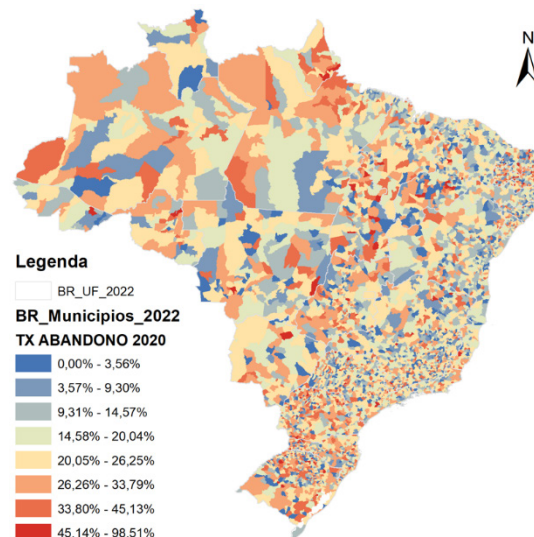 N
Legenda
BR_UF_2022
BR_Municipios_2022
TX ABANDONO 2020
0,00% - 3,56%
3,57% - 9,30%
9,31% - 14,57%
14,58% - 20,04%
20,05% - 26,25%
26,26% - 33,79%
33,80% - 45,13%
45,14% - 98,51%